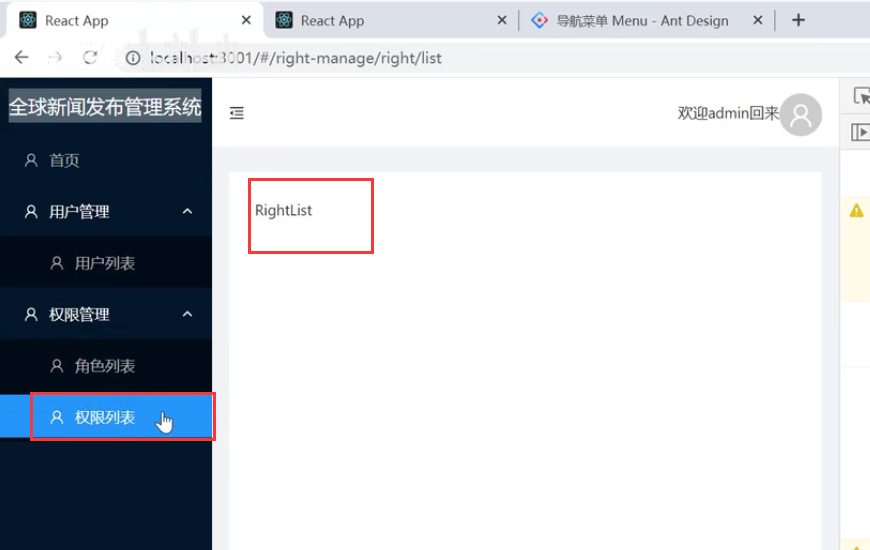 React App
React App
导航菜单 Menu - Ant Design
localhost:3001/#/right-manage/right/list
全球新闻发布管理系统
欢迎admin回来
首页
RightList
用户管理
用户列表
权限管理
角色列表
权限列表